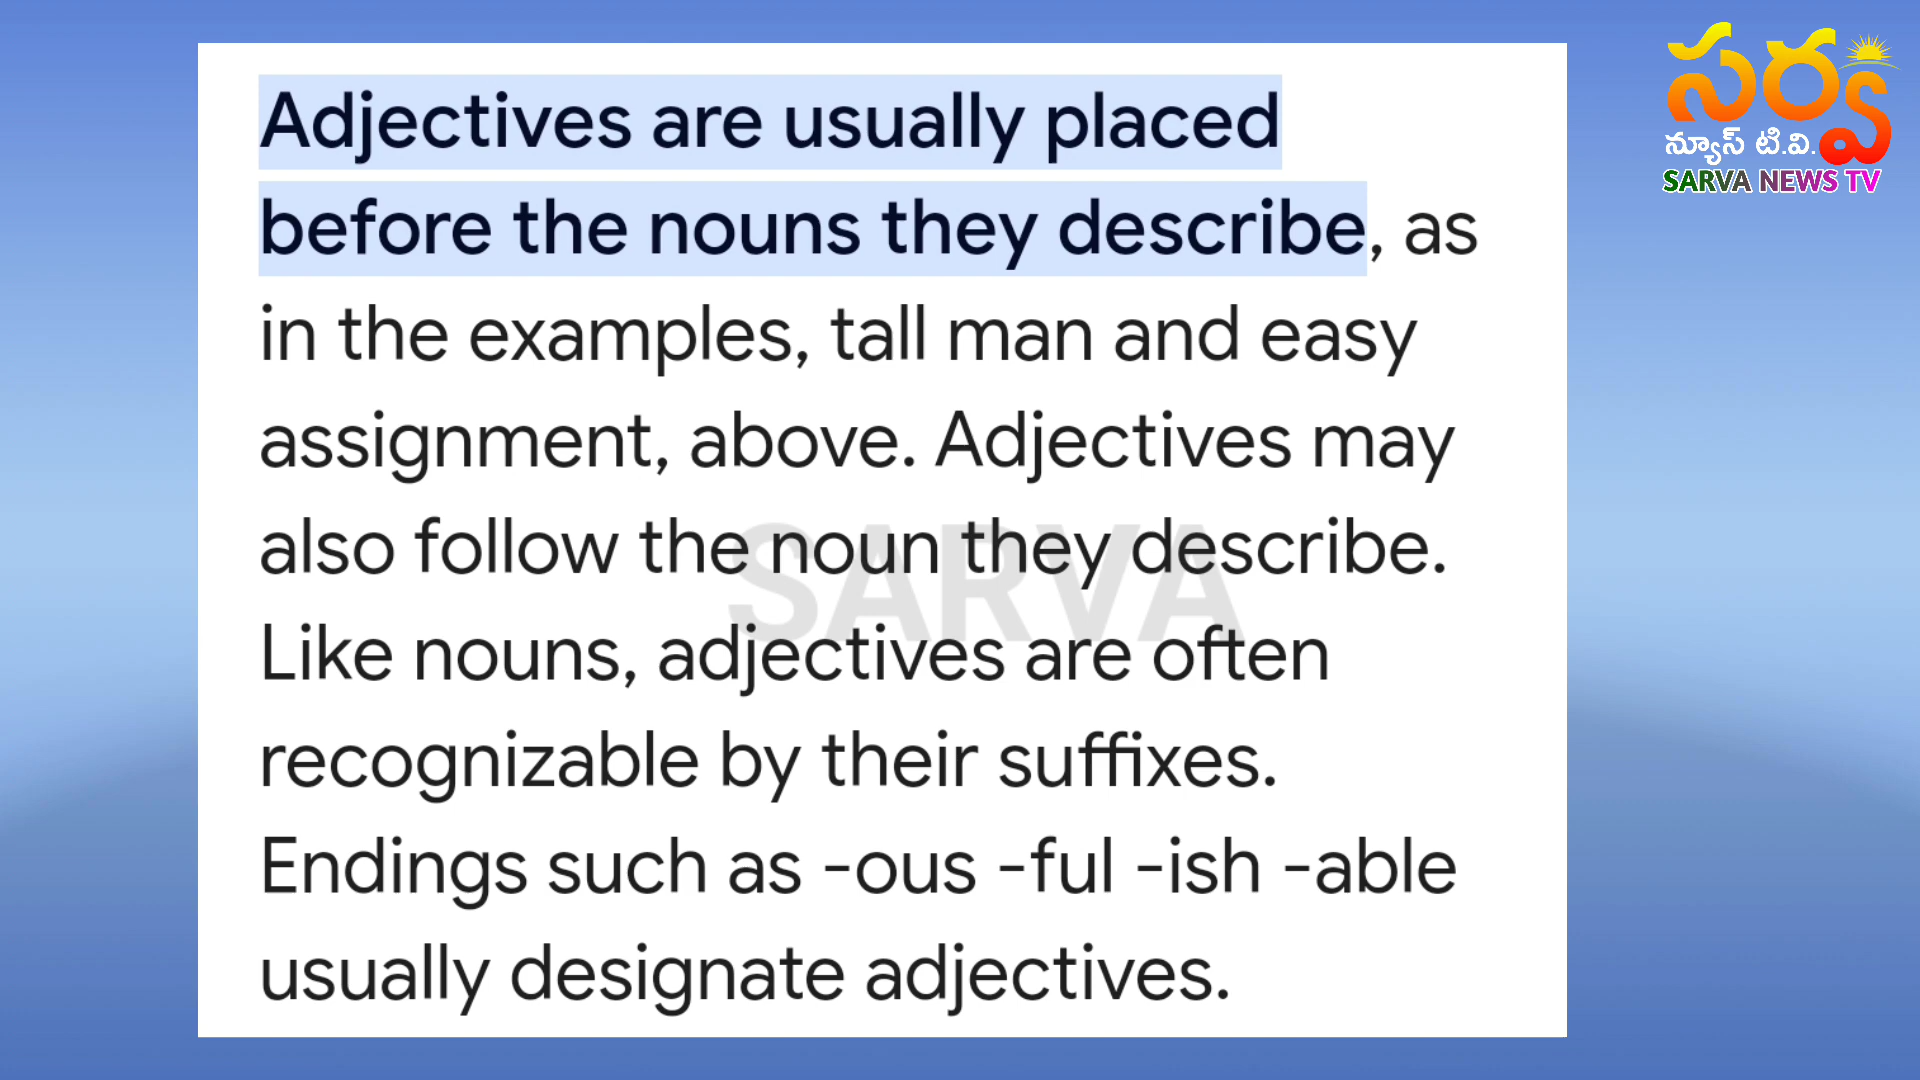 Adjectives are usually placed
before the nouns they describe, as
in the examples, tall man and easy
assignment, above. Adjectives may
also follow the noun they describe.
Like nouns, adjectives are often
recognizable by their suffixes.
Endings such as -ous -ful -ish -able
usually designate adjectives.
SARVA
సర్వ
న్యూస్ టి.వి.
SARVA NEWS TV